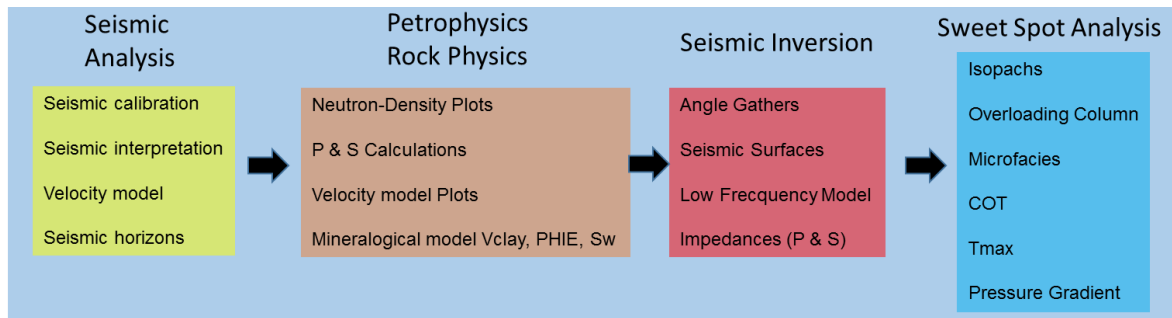 Seismic
Analysis
Seismic calibration
Seismic interpretation
Velocity model
Seismic horizons
Petrophysics
Rock Physics
Neutron-Density Plots
P & S Calculations
Velocity model Plots
Mineralogical model Vclay, PHIE, Sw
Seismic Inversion
Angle Gathers
Seismic Surfaces
Low Frecquency Model
Impedances (P & S)
Sweet Spot Analysis
Isopachs
Overloading Column
Microfacies
COT
Tmax
Pressure Gradient